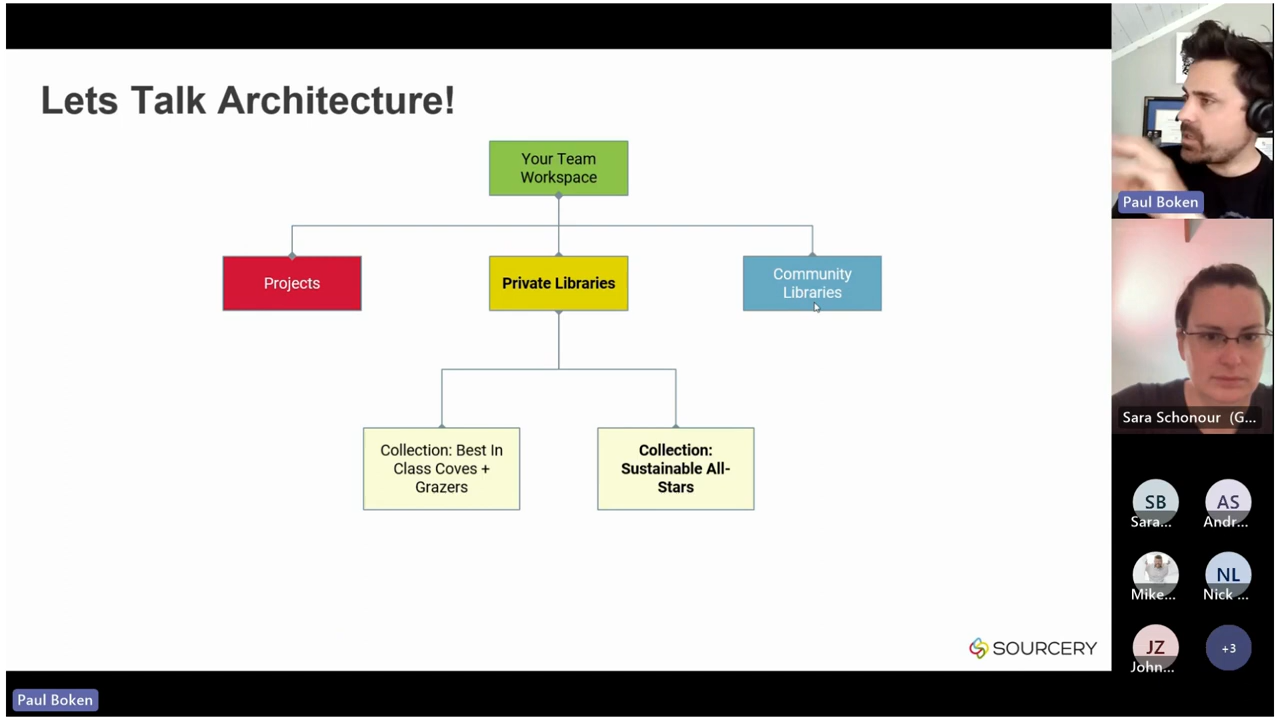 Lets Talk Architecture!
Your Team
Workspace
Projects
Private Libraries
Community
Libraries
Collection: Best In
Class Coves +
Grazers
Collection:
Sustainable All-
Stars
SOURCERY
Paul Boken
Paul Boken
Sara Schonour (G...
SB
Sara...
AS
Andr...
Mike...
NL
Nick ...
JZ
John...
+3